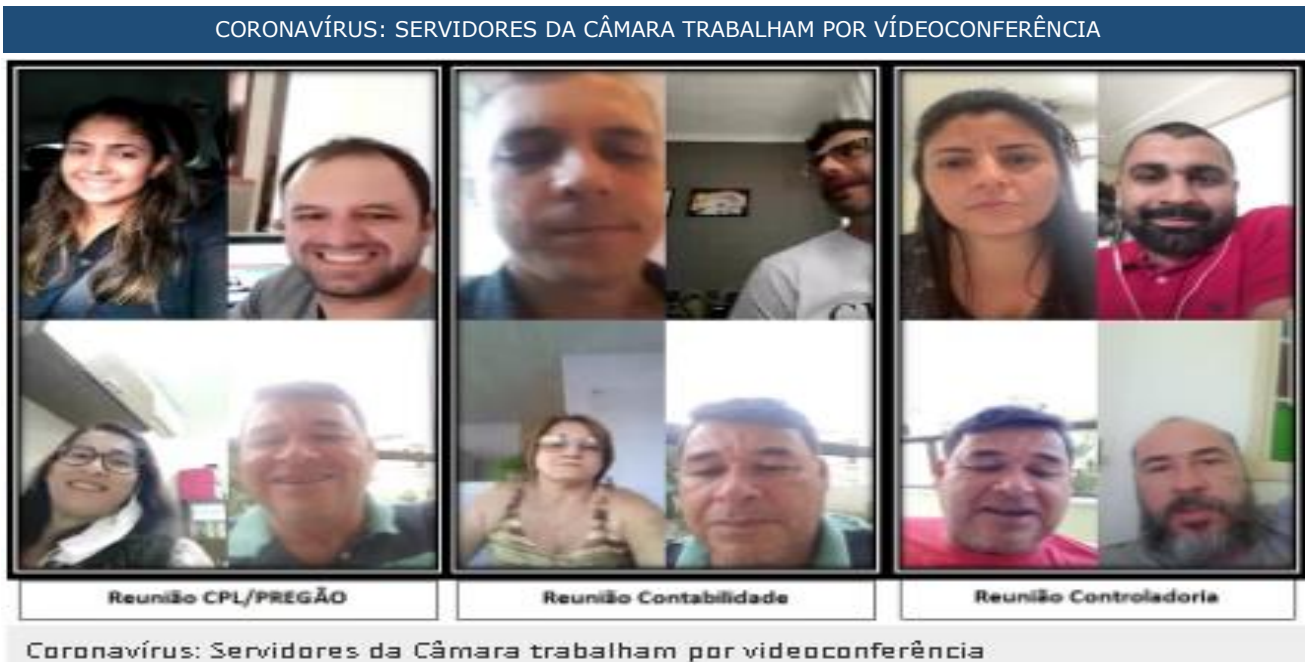 CORONAVÍRUS: SERVIDORES DA CÂMARA TRABALHAM POR VÍDEOCONFERÊNCIA
Reunião CPL/PREGÃO
Reunião Contabilidade
Reunião Controladoria
Coronavírus: Servidores da Câmara trabalham por videoconferência